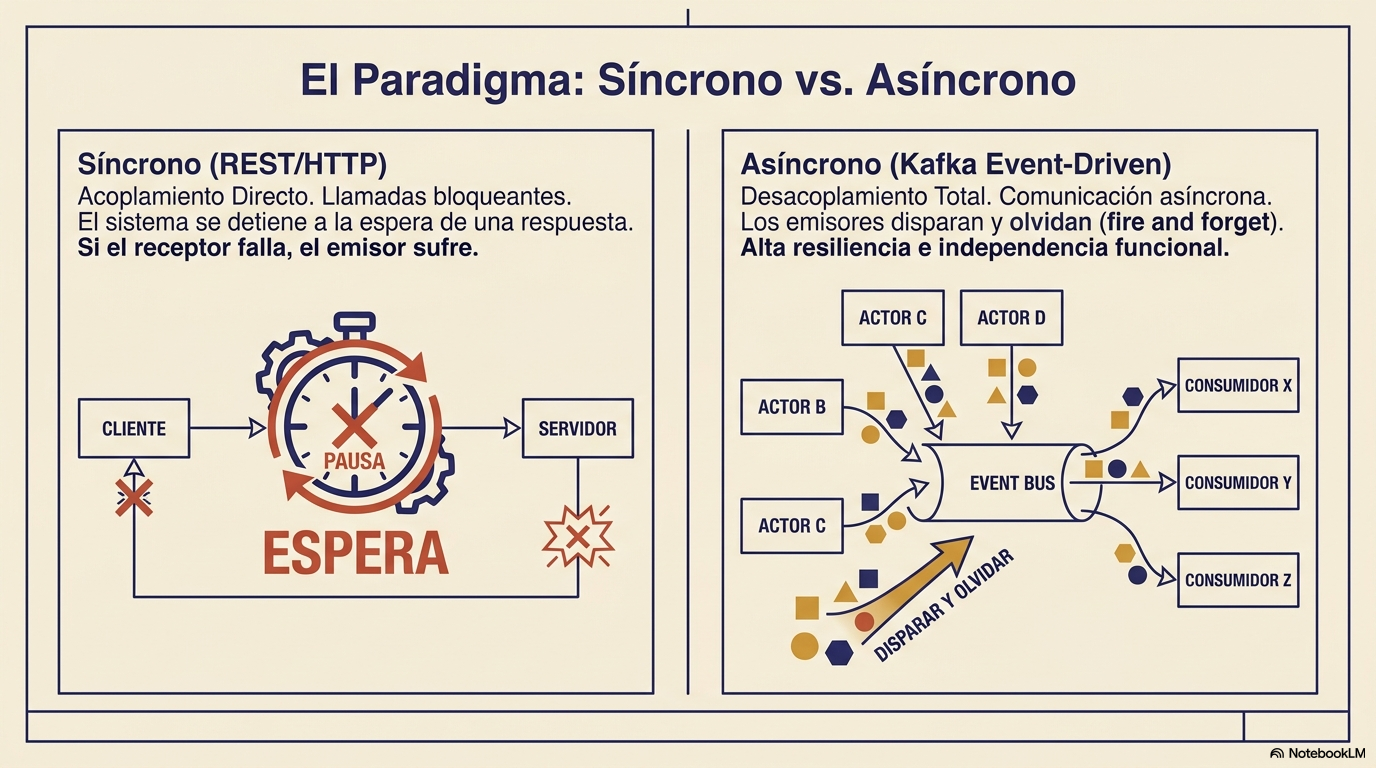 El Paradigma: Síncrono vs. Asíncrono
Síncrono (REST/HTTP)
Acoplamiento Directo. Llamadas bloqueantes.
El sistema se detiene a la espera de una respuesta.
Si el receptor falla, el emisor sufre.
CLIENTE
PAUSA
SERVIDOR
ESPERA
Asíncrono (Kafka Event-Driven)
Desacoplamiento Total. Comunicación asíncrona.
Los emisores disparan y olvidan (fire and forget).
Alta resiliencia e independencia funcional.
ACTOR C
ACTOR D
ACTOR B
ACTOR C
EVENT BUS
CONSUMIDOR X
CONSUMIDOR Y
CONSUMIDOR Z
DISPARAR Y OLVIDAR
NotebookLM